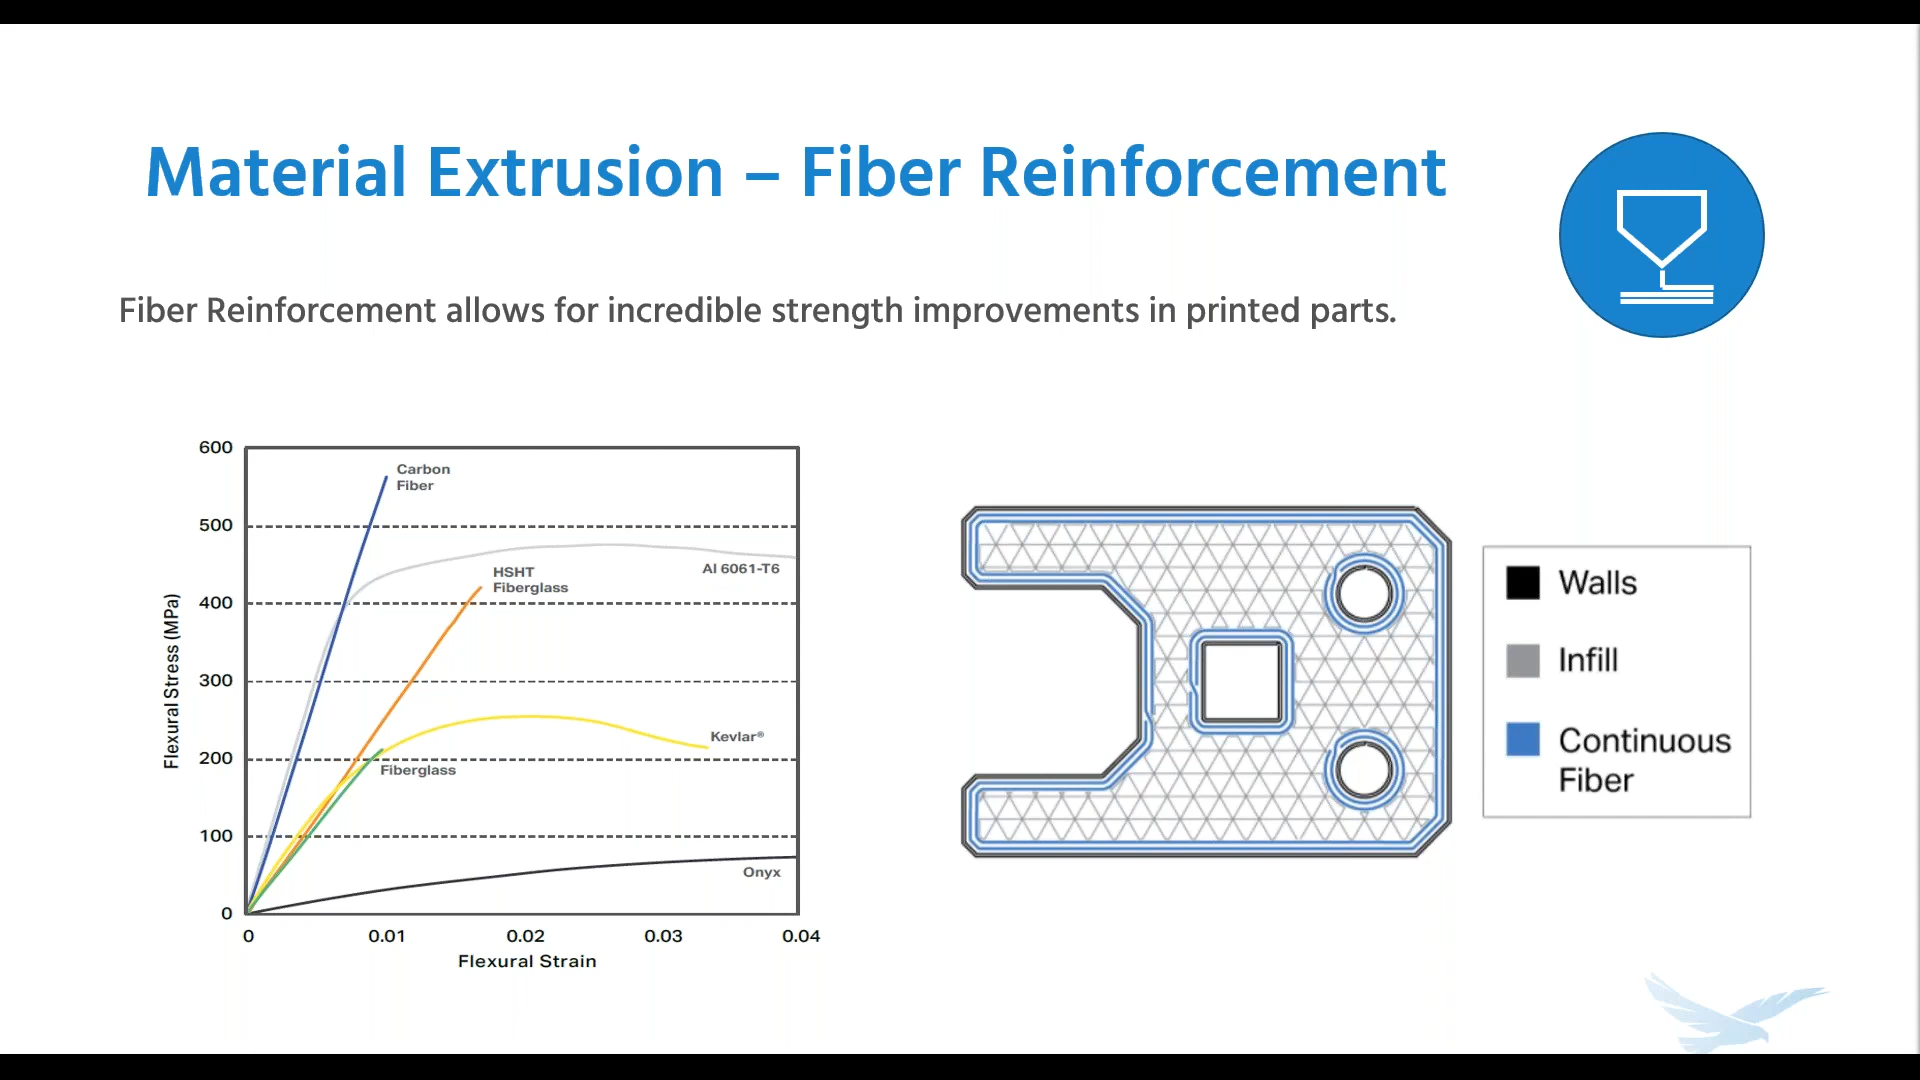 Material Extrusion – Fiber Reinforcement
Fiber Reinforcement allows for incredible strength improvements in printed parts.
600
500
400
300
200
100
0
Flexural Stress (MPa)
Carbon
Fiber
Al 6061-T6
HSHT
Fiberglass
Kevlar®
Fiberglass
Onyx
0
0.01
0.02
0.03
0.04
Flexural Strain
Walls
Infill
Continuous
Fiber